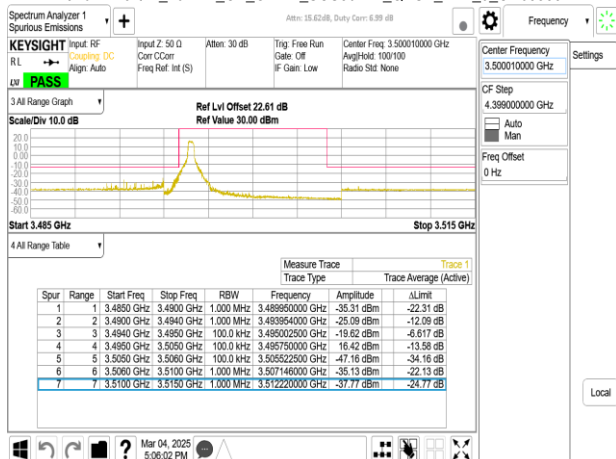 Spectrum Analyzer 1
Spurious Emissions
+
Attn: 15.62dB, Duty Corr: 6.99 dB
Frequency
KEYSIGHT
RL
LXI
PASS
Input: RF
Coupling: DC
Align: Auto
Input Z: 50 Ω
Corr CCorr
Freq Ref: Int (S)
Atten: 30 dB
Trig: Free Run
Gate: Off
IF Gain: Low
Center Freq: 3.500010000 GHz
Avg|Hold: 100/100
Radio Std: None
Center Frequency
3.500010000 GHz
Settings
CF Step
4.399000000 GHz
Auto
Man
Freq Offset
0 Hz
3 All Range Graph
Scale/Div 10.0 dB
Ref Lvl Offset 22.61 dB
Ref Value 30.00 dBm
20.0
10.0
0.00
-10.0
-20.0
-30.0
-40.0
-50.0
-60.0
Start 3.485 GHz
Stop 3.515 GHz
4 All Range Table
Measure Trace Trace 1
Trace Type Trace Average (Active)
Spur Range Start Freq Stop Freq RBW Frequency Amplitude ΔLimit
1 1 3.4850 GHz 3.4900 GHz 1.000 MHz 3.489950000 GHz -35.31 dBm -22.31 dB
2 2 3.4900 GHz 3.4940 GHz 1.000 MHz 3.493954000 GHz -25.09 dBm -12.09 dB
3 3 3.4940 GHz 3.4950 GHz 100.0 kHz 3.495002500 GHz -19.62 dBm -6.617 dB
4 4 3.4950 GHz 3.5050 GHz 100.0 kHz 3.495750000 GHz 16.42 dBm -13.58 dB
5 5 3.5050 GHz 3.5060 GHz 100.0 kHz 3.505522500 GHz -47.16 dBm -34.16 dB
6 6 3.5060 GHz 3.5100 GHz 1.000 MHz 3.507146000 GHz -35.13 dBm -22.13 dB
7 7 3.5100 GHz 3.5150 GHz 1.000 MHz 3.512220000 GHz -37.77 dBm -24.77 dB
Local
?
Mar 04, 2025
5:06:02 PM